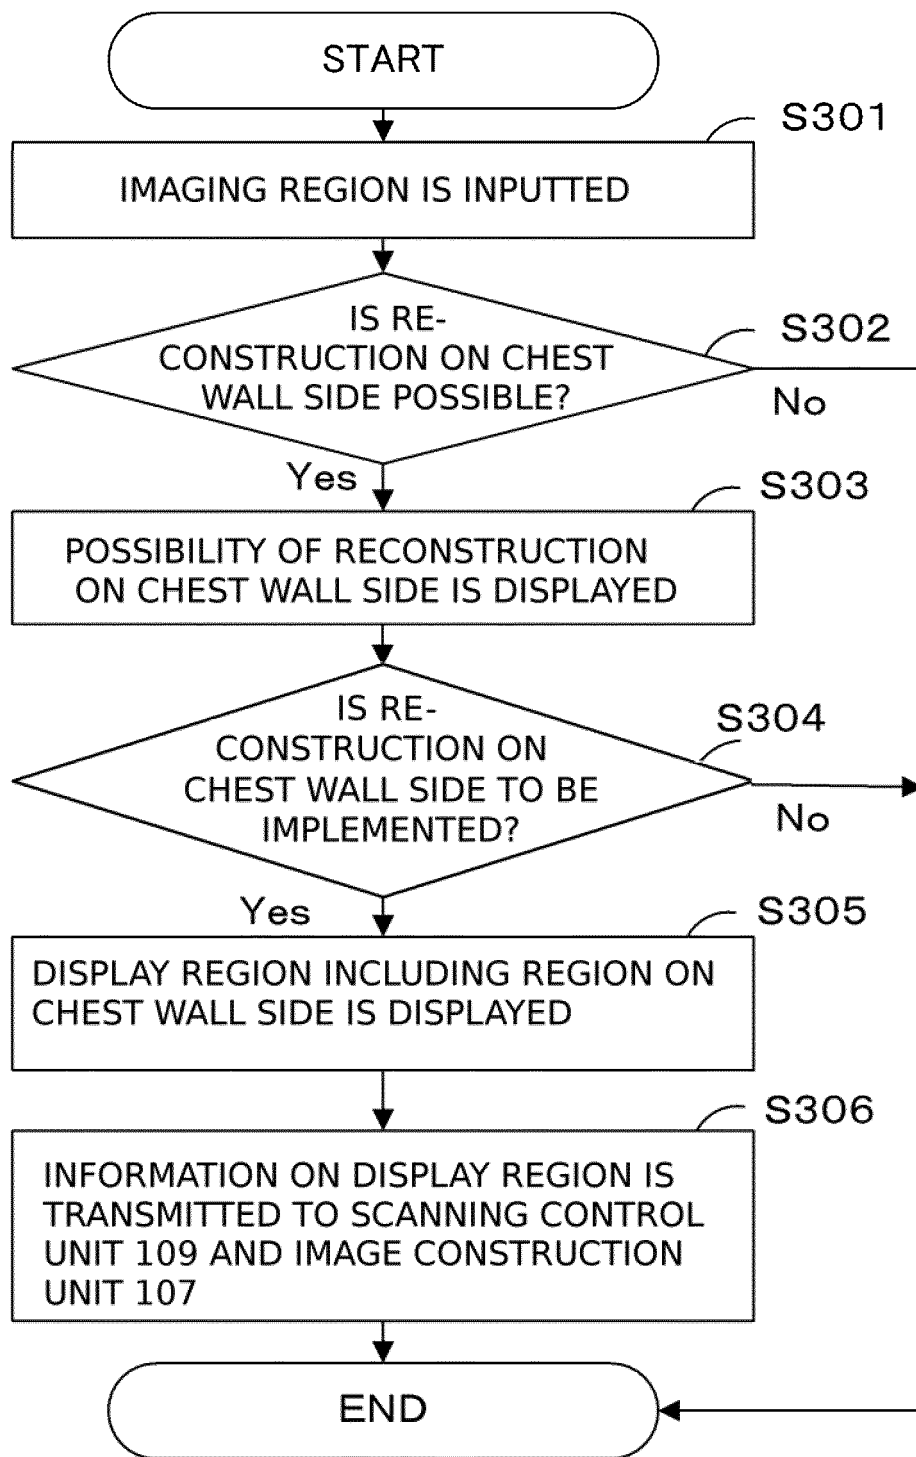 START
S301
IMAGING REGION IS INPUTTED
S302
IS RE-
CONSTRUCTION ON CHEST
WALL SIDE POSSIBLE?
No
Yes
S303
POSSIBILITY OF RECONSTRUCTION
ON CHEST WALL SIDE IS DISPLAYED
S304
IS RE-
CONSTRUCTION ON
CHEST WALL SIDE TO BE
IMPLEMENTED?
No
Yes
S305
DISPLAY REGION INCLUDING REGION ON
CHEST WALL SIDE IS DISPLAYED
S306
INFORMATION ON DISPLAY REGION IS
TRANSMITTED TO SCANNING CONTROL
UNIT 109 AND IMAGE CONSTRUCTION
UNIT 107
END